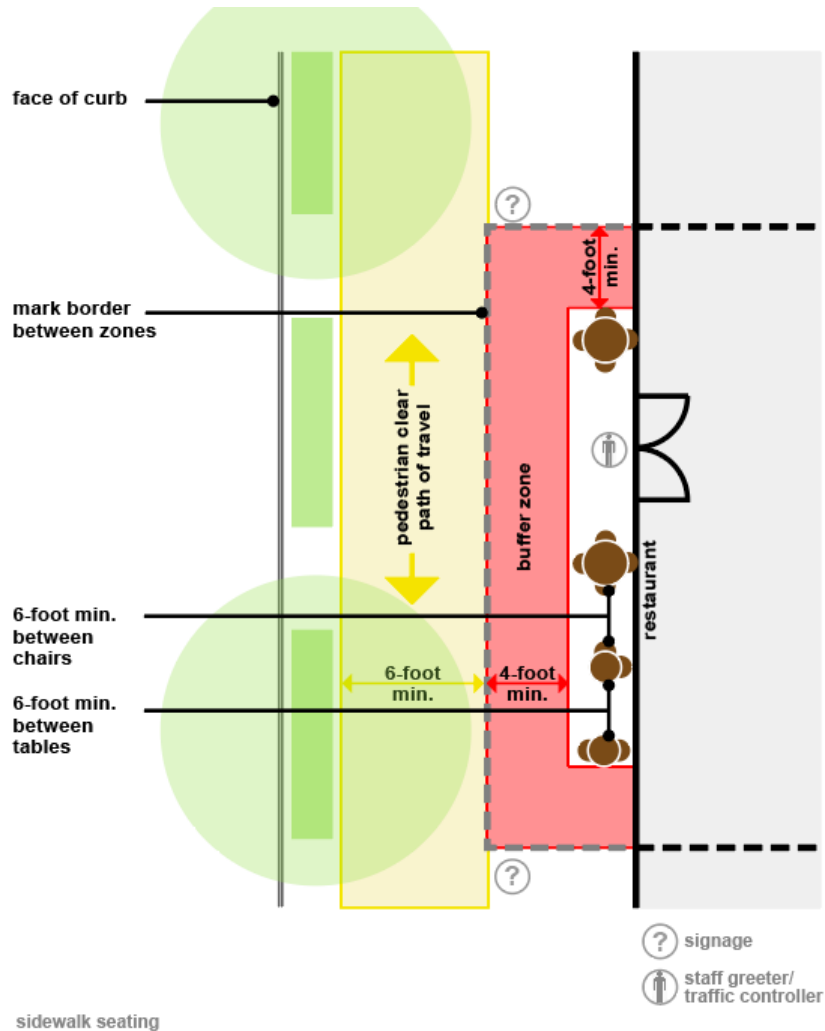 face of curb
?
4-foot
min.
mark border
between zones
pedestrian clear
path of travel
buffer zone
restaurant
6-foot min.
between
chairs
6-foot
min.
4-foot
min.
6-foot min.
between
tables
?
? signage
staff greeter/
traffic controller
sidewalk seating